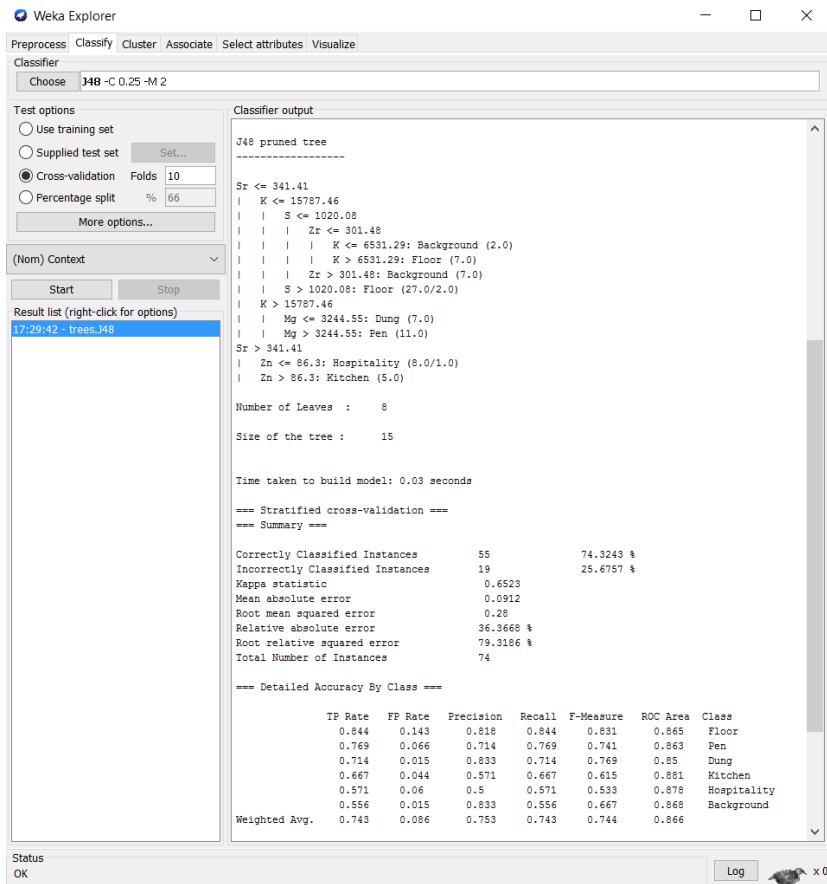 Weka Explorer
Preprocess Classify Cluster Associate Select attributes Visualize
Classifier
Choose J48 -C 0.25 -M 2
Test options
Use training set
Supplied test set Set...
Cross-validation Folds 10
Percentage split % 66
More options...
(Nom) Context
Start Stop
Result list (right-click for options)
17:29:42 - trees.J48
Classifier output
J48 pruned tree
------------------
Sr <= 341.41
|   K <= 15787.46
|   |   S <= 1020.08
|   |   |   Zr <= 301.48
|   |   |   |   K <= 6531.29: Background (2.0)
|   |   |   |   K > 6531.29: Floor (7.0)
|   |   |   Zr > 301.48: Background (7.0)
|   |   S > 1020.08: Floor (27.0/2.0)
|   K > 15787.46
|   |   Mg <= 3244.55: Dung (7.0)
|   |   Mg > 3244.55: Pen (11.0)
Sr > 341.41
|   Zn <= 86.3: Hospitality (8.0/1.0)
|   Zn > 86.3: Kitchen (5.0)
Number of Leaves : 8
Size of the tree : 15
Time taken to build model: 0.03 seconds
=== Stratified cross-validation ===
=== Summary ===
Correctly Classified Instances 55 74.3243 %
Incorrectly Classified Instances 19 25.6757 %
Kappa statistic 0.6523
Mean absolute error 0.0912
Root mean squared error 0.28
Relative absolute error 36.3668 %
Root relative squared error 79.3186 %
Total Number of Instances 74
=== Detailed Accuracy By Class ===
TP Rate FP Rate Precision Recall F-Measure ROC Area Class
0.844 0.143 0.818 0.844 0.831 0.865 Floor
0.769 0.066 0.714 0.769 0.741 0.863 Pen
0.714 0.015 0.833 0.714 0.769 0.85 Dung
0.667 0.044 0.571 0.667 0.615 0.881 Kitchen
0.571 0.06 0.5 0.571 0.533 0.878 Hospitality
0.556 0.015 0.833 0.556 0.667 0.868 Background
Weighted Avg. 0.743 0.086 0.753 0.743 0.744 0.866
Status
OK
Log x 0